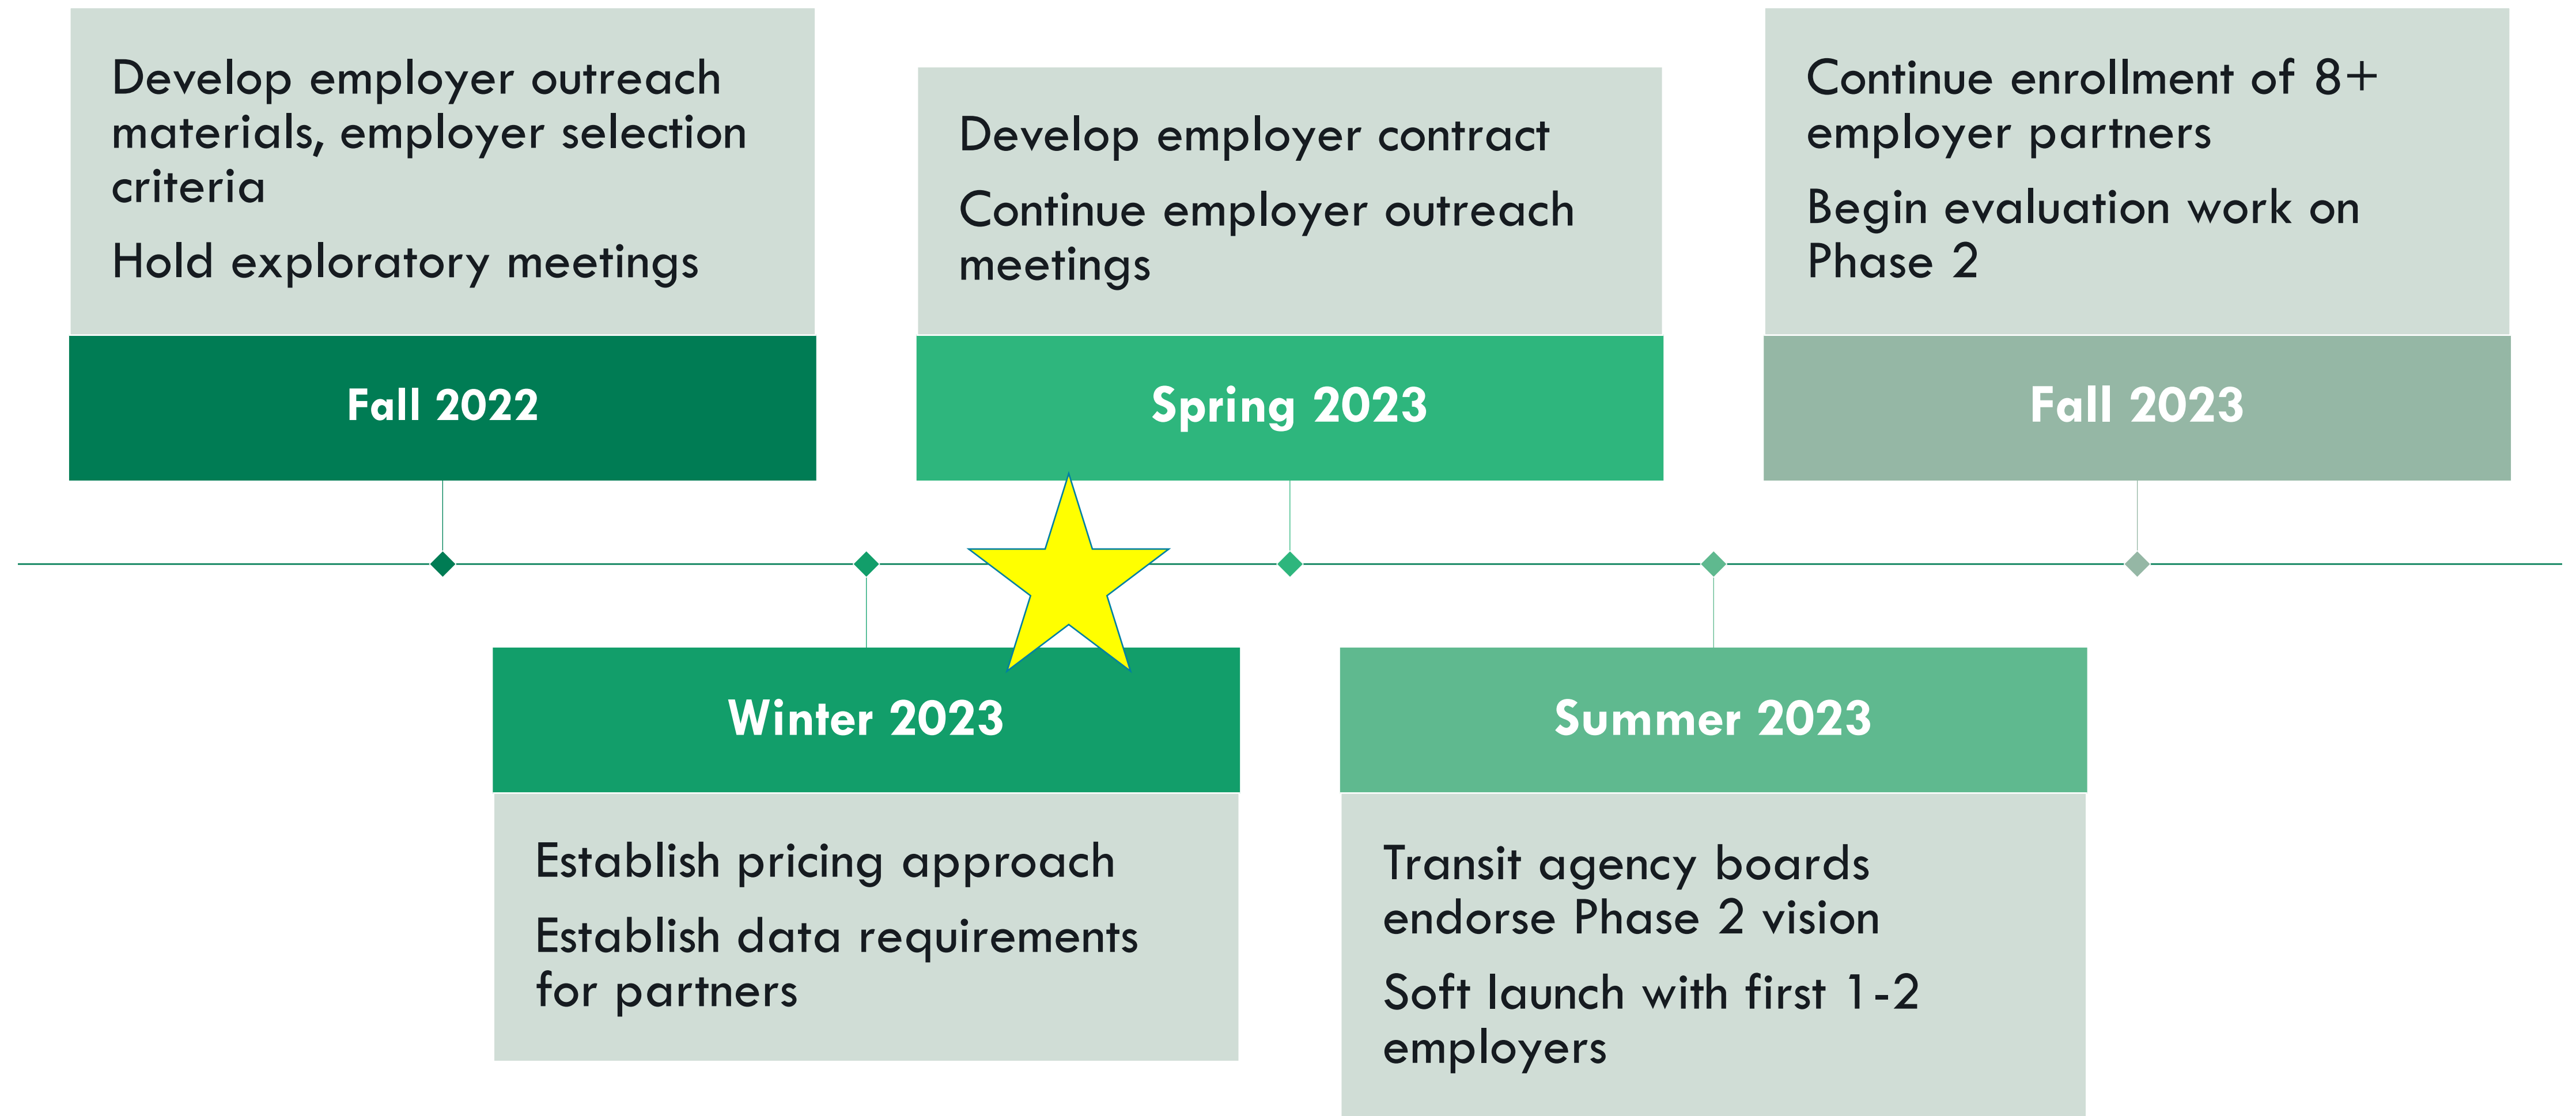 Develop employer outreach
materials, employer selection
criteria
Hold exploratory meetings
Fall 2022
Winter 2023
Establish pricing approach
Establish data requirements
for partners
Develop employer contract
Continue employer outreach
meetings
Spring 2023
Summer 2023
Transit agency boards
endorse Phase 2 vision
Soft launch with first 1-2
employers
Continue enrollment of 8+
employer partners
Begin evaluation work on
Phase 2
Fall 2023